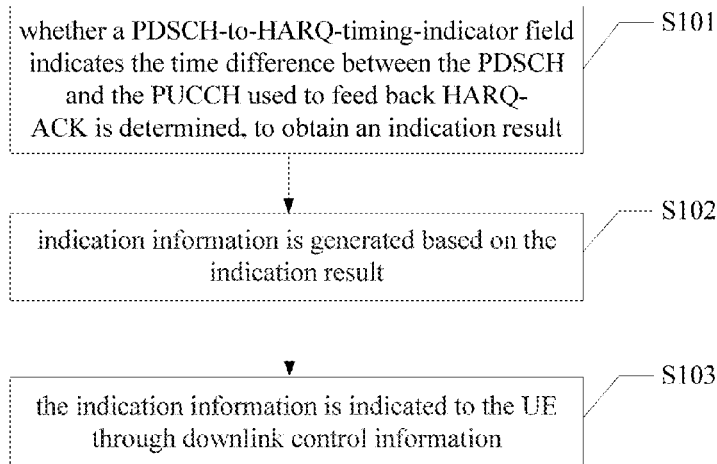 whether a PDSCH-to-HARQ-timing-indicator field
indicates the time difference between the PDSCH
and the PUCCH used to feed back HARQ-
ACK is determined, to obtain an indication result
S101
indication information is generated based on the
indication result
S102
the indication information is indicated to the UE
through downlink control information
S103